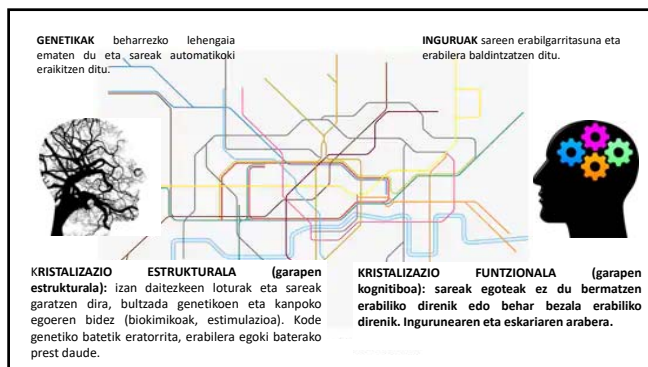 GENETIKAK beharrezko lehengaia
ematen du eta sareak automatikoki
eraikitzen ditu.
INGURUAK sareen erabilgarritasuna eta
erabilera baldintzatzen ditu.
KRISTALIZAZIO ESTRUKTURALA (garapen
estrukturala): izan daitezkeen loturak eta sareak
garatzen dira, bultzada genetikoen eta kanpoko
egoeren bidez (biokimikoak, estimulazioa). Kode
genetiko batetik eratorrita, erabilera egoki baterako
prest daude.
KRISTALIZAZIO FUNTZIONALA (garapen
kognitiboa): sareak egoteak ez du bermatzen
erabiliko direnik edo behar bezala erabiliko
direnik. Ingurunearen eta eskariaren arabera.